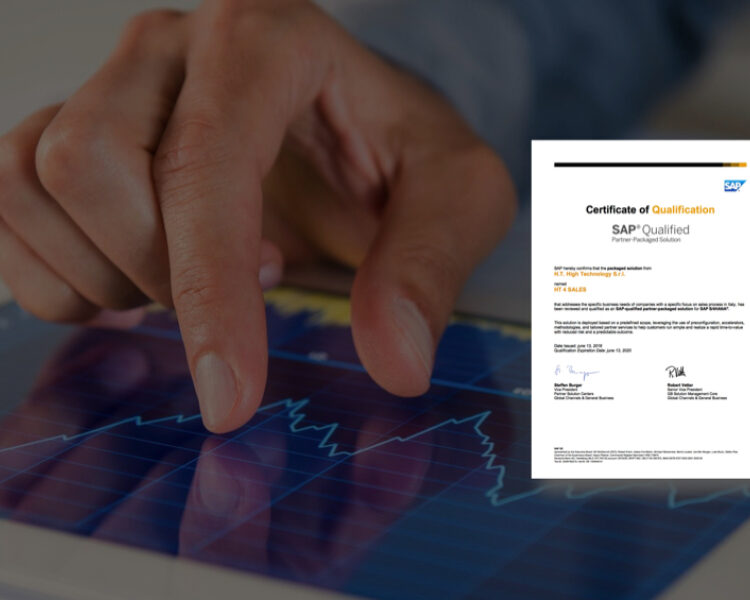 SAP
Certificate of Qualification
SAP® Qualified
Partner-Packaged Solution
SAP hereby confirms that the packaged solution from
H.T. High Technology S.r.l.
named
HT 4 SALES
that addresses the specific business needs of companies with a specific focus on sales process in Italy, has
been reviewed and qualified as an SAP-qualified partner-packaged solution for SAP S/4HANA®.
This solution is deployed based on a predefined scope, leveraging the use of preconfiguration, accelerators,
methodologies, and tailored partner services to help customers run simple and realize a rapid time-to-value
with reduced risk and a predictable outcome.
Date issued: June 13, 2018
Qualification Expiration Date: June 13, 2020
Steffen Burger
Vice President
Partner Solution Centers
Global Channels & General Business
Robert Vetter
Senior Vice President
GB Solution Management Core
Global Channels & General Business